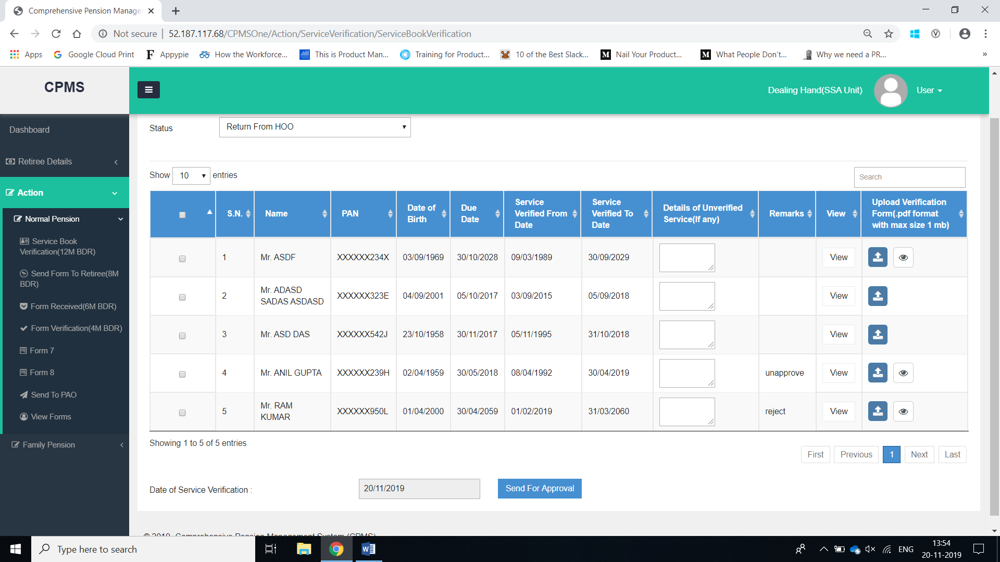 Comprehensive Pension Manage
Not secure | 52.187.117.68/CPMSOne/Action/ServiceVerification/ServiceBookVerification
Apps Google Cloud Print Appypie How the Workforce... This is Product Man... Training for Product... 10 of the Best Slack... Nail Your Product... What People Don't... Why we need a PR... »
CPMS
Dealing Hand(SSA Unit) User
Dashboard
Retiree Details
Action
Normal Pension
Service Book
Verification(12M BDR)
Send Form To Retiree(8M
BDR)
Form Received(6M BDR)
Form Verification(4M BDR)
Form 7
Form 8
Send To PAO
View Forms
Family Pension
Status Return From HOO
Show 10 entries
Search
S.N. Name PAN Date of Birth Due Date Service Verified From Date Service Verified To Date Details of Unverified Service(If any) Remarks View Upload Verification Form(.pdf format with max size 1 mb)
1 Mr. ASDF XXXXXX234X 03/09/1969 30/10/2028 09/03/1989 30/09/2029 View
2 Mr. ADASD SADAS ASDASD XXXXXX323E 04/09/2001 05/10/2017 03/09/2015 05/09/2018 View
3 Mr. ASD DAS XXXXXX542J 23/10/1958 30/11/2017 05/11/1995 31/10/2018 View
4 Mr. ANIL GUPTA XXXXXX239H 02/04/1959 30/05/2018 08/04/1992 30/04/2019 unapprove View
5 Mr. RAM KUMAR XXXXXX950L 01/04/2000 30/04/2059 01/02/2019 31/03/2060 reject View
Showing 1 to 5 of 5 entries
First Previous 1 Next Last
Date of Service Verification : 20/11/2019 Send For Approval
© 2019 Comprehensive Pension Management System (CPMS)
Type here to search
ENG
13:54
20-11-2019